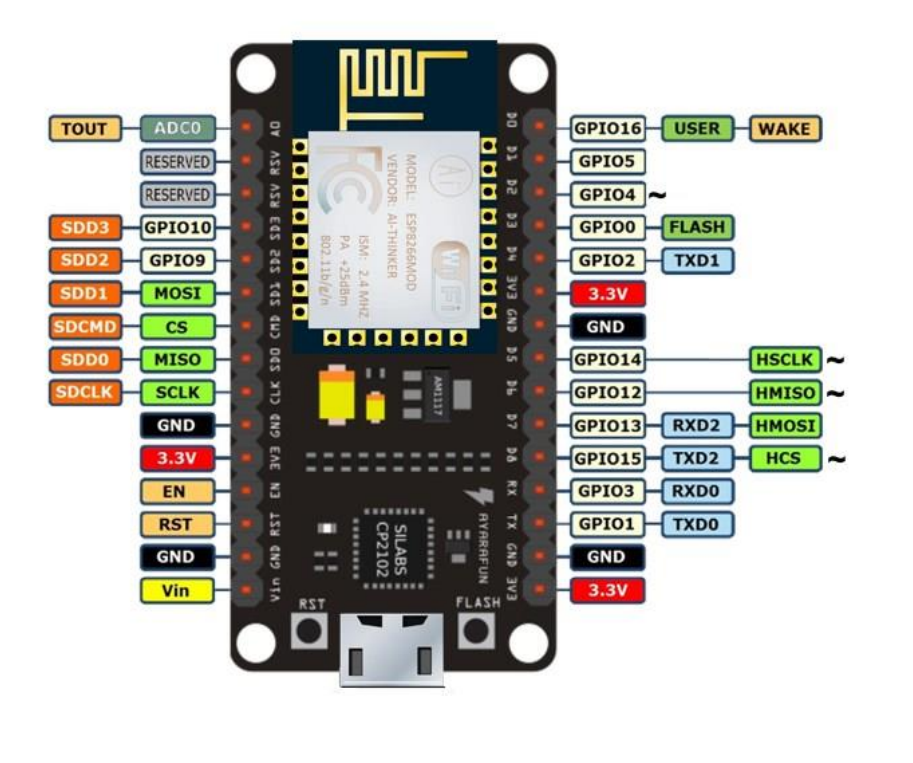 TOUT ADC0 A0
RESERVED RSV
RESERVED RSV
SDD3 GPIO10 SD3
SDD2 GPIO9 SD2
SDD1 MOSI SD1
SDCMD CS CMD
SDD0 MISO SD0
SDCLK SCLK CLK
GND GND
3.3V 3V3
EN EN
RST RST
GND GND
Vin Vin
MODEL: ESP8266MOD
VENDOR: AI-THINKER
ISM: 2.4 MHZ
PA +25dBm
802.11b/g/n
Wi Fi
AM1117
SILABS
CP2102
AYARAFUN
RST
FLASH
D0 GPIO16 USER WAKE
D1 GPIO5
D2 GPIO4 ~
D3 GPIO0 FLASH
D4 GPIO2 TXD1
3V3 3.3V
GND GND
D5 GPIO14 HSCLK ~
D6 GPIO12 HMISO ~
D7 GPIO13 RXD2 HMOSI
D8 GPIO15 TXD2 HCS ~
RX GPIO3 RXD0
TX GPIO1 TXD0
GND GND
3V3 3.3V